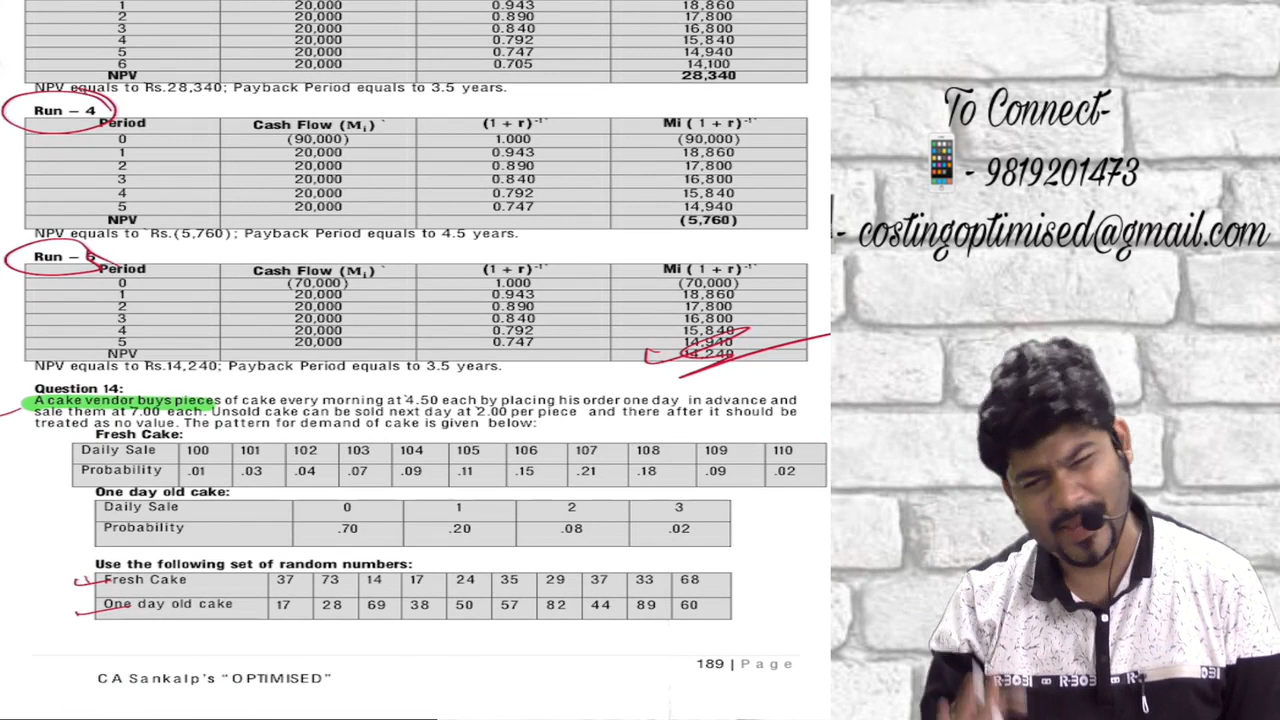 1 20,000 0.943 18,860
2 20,000 0.890 17,800
3 20,000 0.840 16,800
4 20,000 0.792 15,840
5 20,000 0.747 14,940
6 20,000 0.705 14,100
NPV 28,340
NPV equals to Rs.28,340; Payback Period equals to 3.5 years.
Run – 4
Period Cash Flow (Mi) ` (1 + r)-1` Mi ( 1 + r)-1`
0 (90,000) 1.000 (90,000)
1 20,000 0.943 18,860
2 20,000 0.890 17,800
3 20,000 0.840 16,800
4 20,000 0.792 15,840
5 20,000 0.747 14,940
NPV (5,760)
NPV equals to `Rs.(5,760); Payback Period equals to 4.5 years.
Run – 5
Period Cash Flow (Mi) ` (1 + r)-1` Mi ( 1 + r)-1`
0 (70,000) 1.000 (70,000)
1 20,000 0.943 18,860
2 20,000 0.890 17,800
3 20,000 0.840 16,800
4 20,000 0.792 15,840
5 20,000 0.747 14,940
NPV 14,240
NPV equals to Rs.14,240; Payback Period equals to 3.5 years.
Question 14:
A cake vendor buys pieces of cake every morning at `4.50 each by placing his order one day in advance and
sale them at 7.00 each. Unsold cake can be sold next day at `2.00 per piece and there after it should be
treated as no value. The pattern for demand of cake is given below:
Fresh Cake:
Daily Sale 100 101 102 103 104 105 106 107 108 109 110
Probability .01 .03 .04 .07 .09 .11 .15 .21 .18 .09 .02
One day old cake:
Daily Sale 0 1 2 3
Probability .70 .20 .08 .02
Use the following set of random numbers:
Fresh Cake 37 73 14 17 24 35 29 37 33 68
One day old cake 17 28 69 38 50 57 82 44 89 60
189 | Page
CA Sankalp's "OPTIMISED"
To Connect-
- 9819201473
- costingoptimised@gmail.com